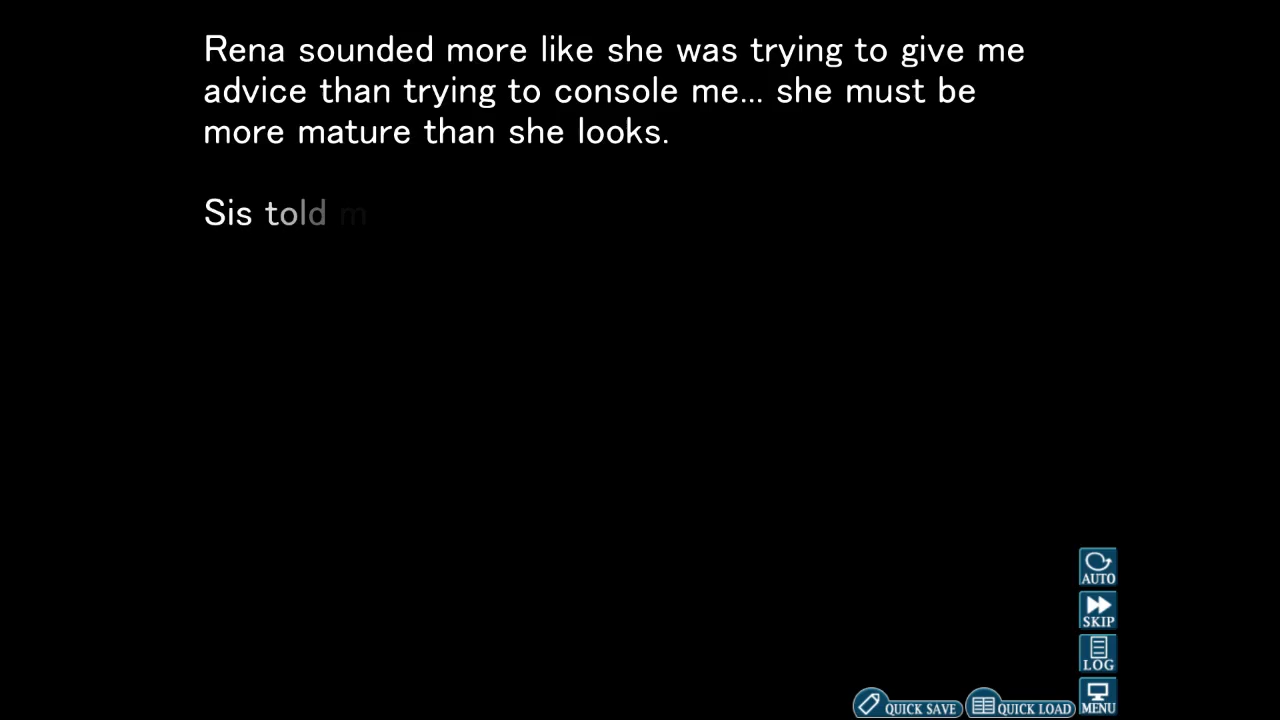 Rena sounded more like she was trying to give me
advice than trying to console me... she must be
more mature than she looks.
Sis told m
AUTO
SKIP
LOG
QUICK SAVE
QUICK LOAD
MENU